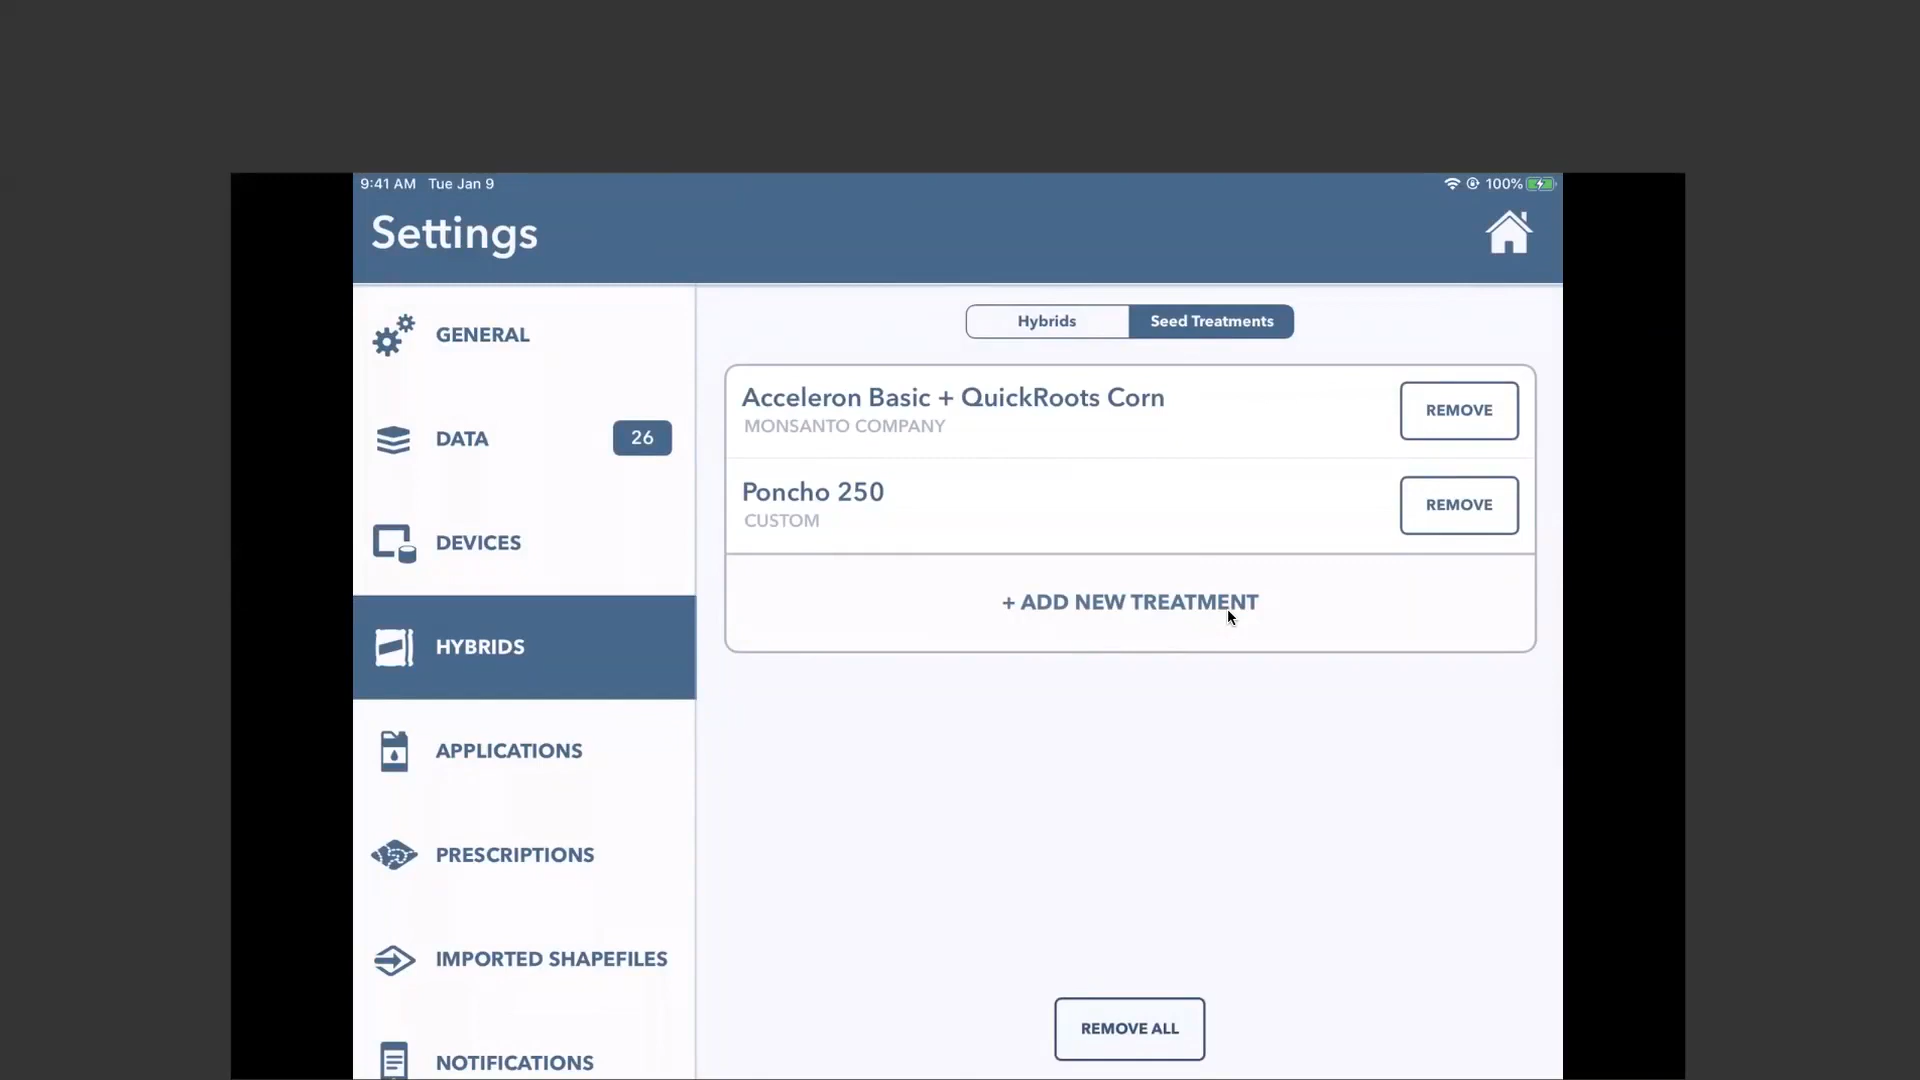 9:41 AM Tue Jan 9
100%
Settings
GENERAL
DATA
26
DEVICES
HYBRIDS
APPLICATIONS
PRESCRIPTIONS
IMPORTED SHAPEFILES
NOTIFICATIONS
Hybrids
Seed Treatments
Acceleron Basic + QuickRoots Corn
MONSANTO COMPANY
REMOVE
Poncho 250
CUSTOM
REMOVE
+ ADD NEW TREATMENT
REMOVE ALL